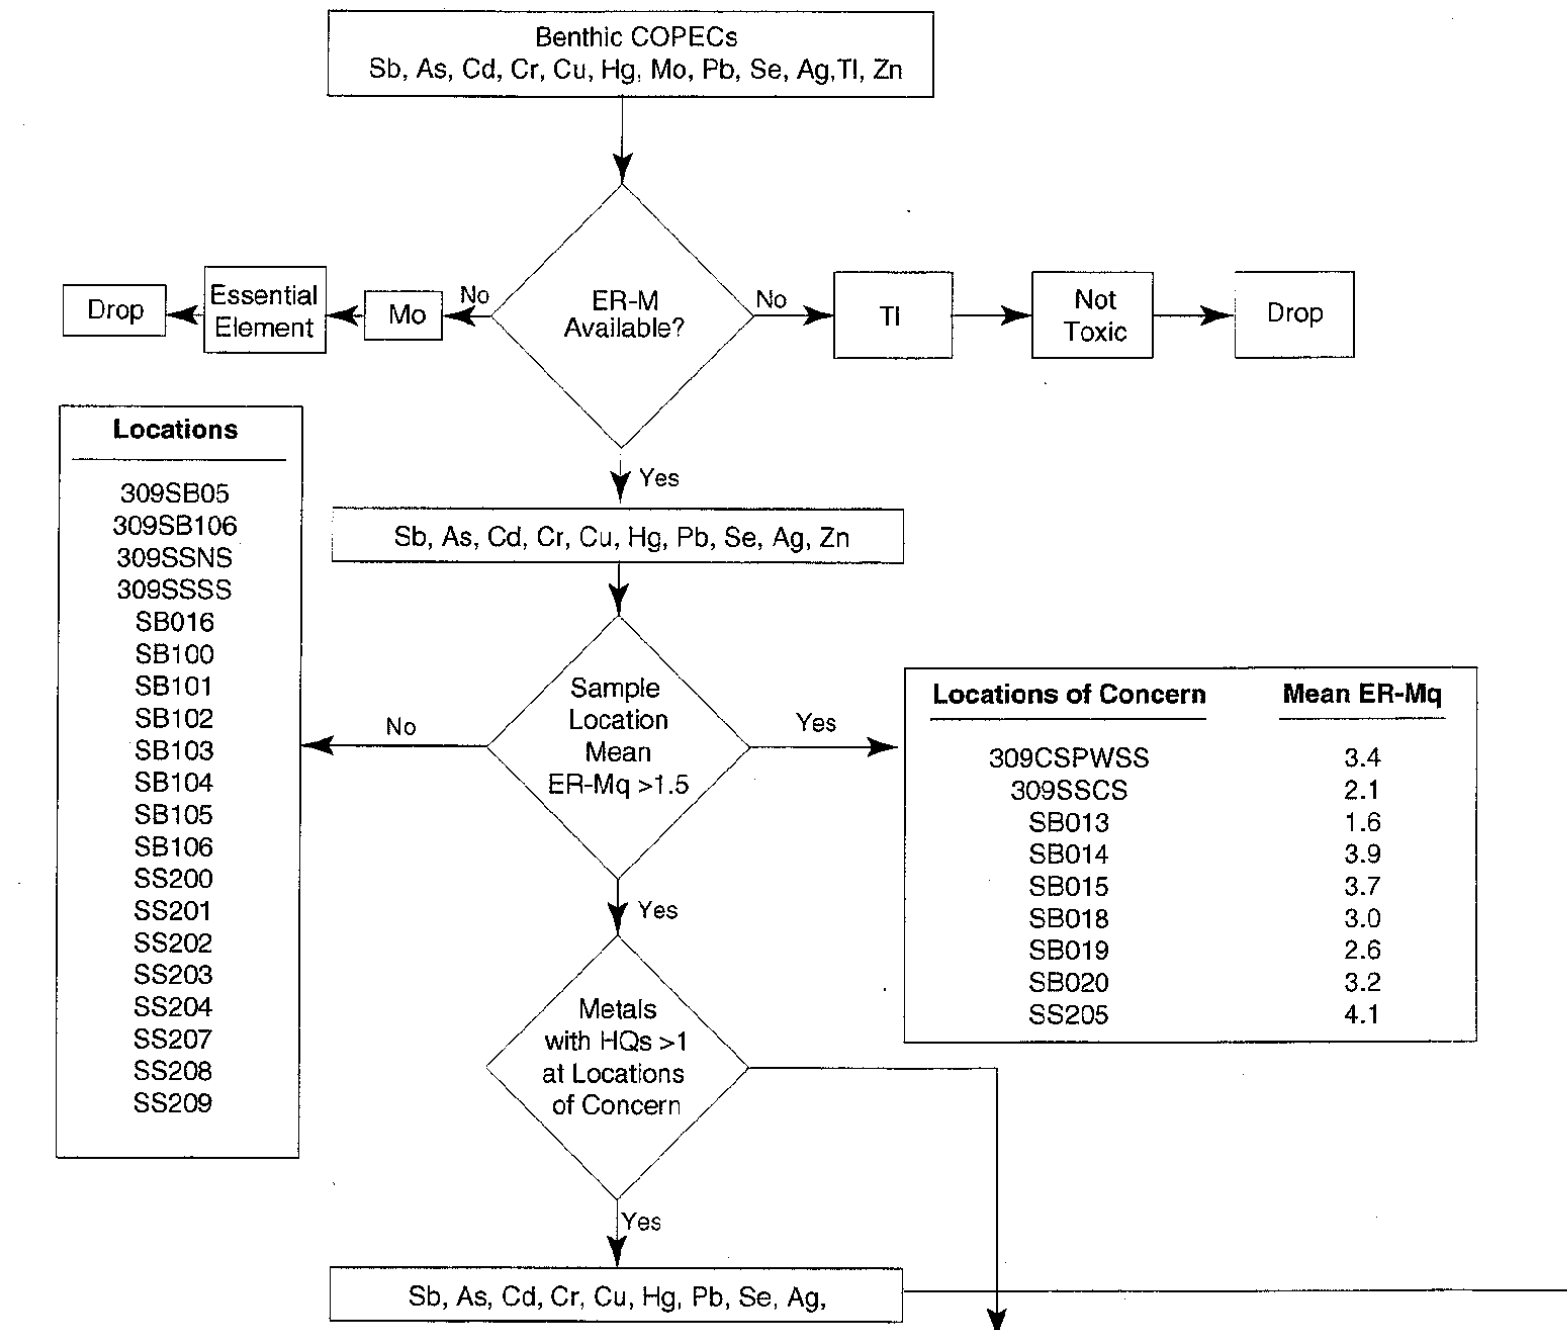 Benthic COPECs
Sb, As, Cd, Cr, Cu, Hg, Mo, Pb, Se, Ag,Tl, Zn
ER-M
Available?
No
Mo
Essential
Element
Drop
No
Tl
Not
Toxic
Drop
Yes
Sb, As, Cd, Cr, Cu, Hg, Pb, Se, Ag, Zn
Sample
Location
Mean
ER-Mq >1.5
No
Locations
309SB05
309SB106
309SSNS
309SSSS
SB016
SB100
SB101
SB102
SB103
SB104
SB105
SB106
SS200
SS201
SS202
SS203
SS204
SS207
SS208
SS209
Yes
Locations of Concern Mean ER-Mq
309CSPWSS 3.4
309SSCS 2.1
SB013 1.6
SB014 3.9
SB015 3.7
SB018 3.0
SB019 2.6
SB020 3.2
SS205 4.1
Yes
Metals
with HQs >1
at Locations
of Concern
Yes
Sb, As, Cd, Cr, Cu, Hg, Pb, Se, Ag,